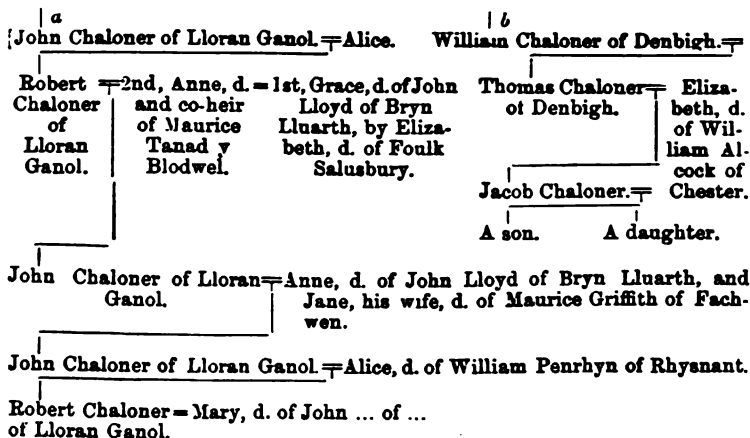 a
b
John Chaloner of Lloran Ganol.=Alice.
William Chaloner of Denbigh.=
Robert Chaloner of Lloran Ganol.
=2nd, Anne, d. and co-heir of Maurice Tanad y Blodwel.
=1st, Grace, d. of John Lloyd of Bryn Lluarth, by Elizabeth, d. of Foulk Salusbury.
Thomas Chaloner= ot Denbigh.
Eliza-
beth, d.
of Wil-
liam Al-
cock of
Chester.
Jacob Chaloner.=
A son.
A daughter.
John Chaloner of Lloran=Anne, d. of John Lloyd of Bryn Lluarth, and
Ganol.
Jane, his wife, d. of Maurice Griffith of Fach-
wen.
John Chaloner of Lloran Ganol.=Alice, d. of William Penrhyn of Rhysnant.
Robert Chaloner=Mary, d. of John ... of ...
of Lloran Ganol.